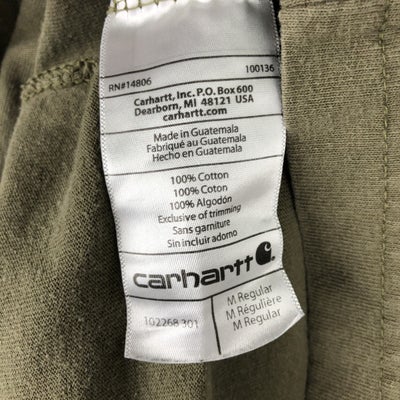 RN#14806 100136
Carhartt, Inc. P.O. Box 600
Dearborn, MI 48121 USA
carhartt.com
Made in Guatemala
Fabriqué au Guatemala
Hecho en Guatemala
100% Cotton
100% Coton
100% Algodón
Exclusive of trimming
Sans garniture
Sin incluir adorno
carhartt
102268 301
M Regular
M Régulière
M Regular